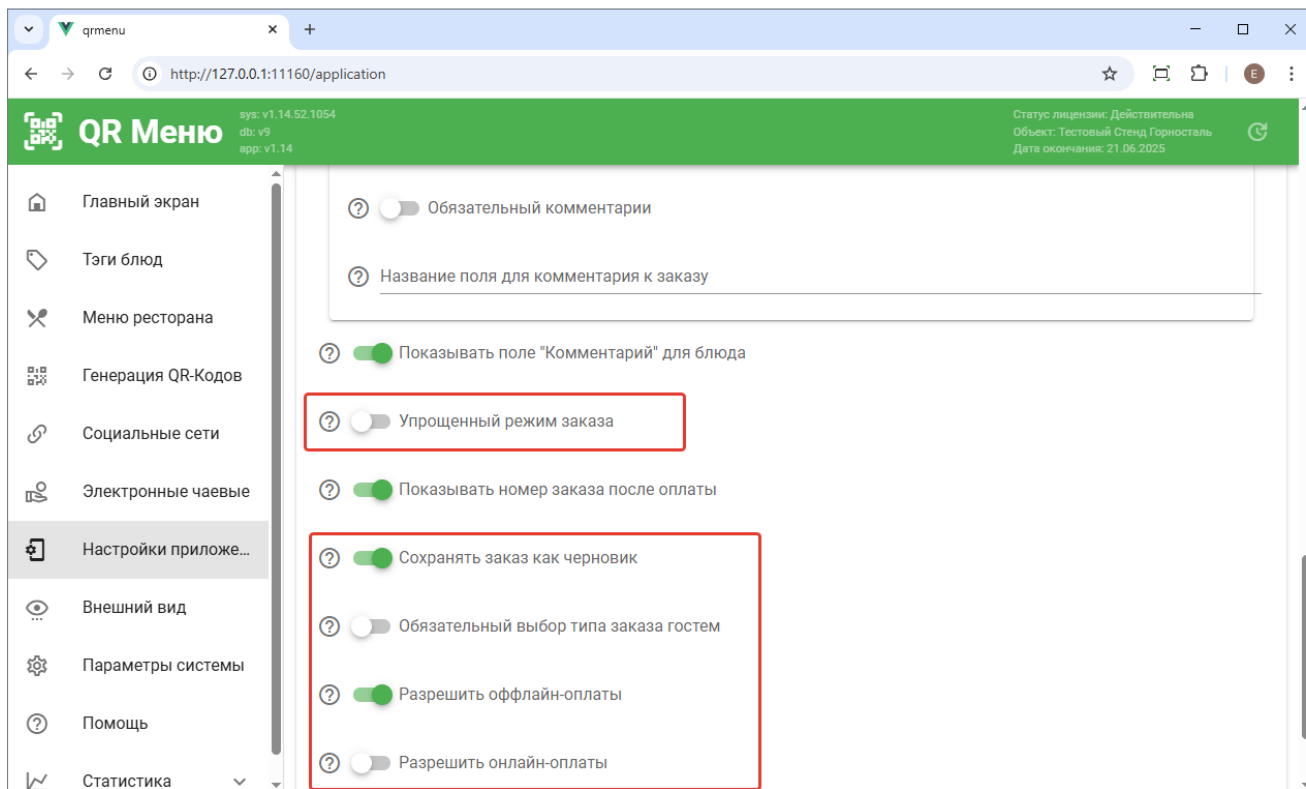 qrmenu
http://127.0.0.1:11160/application
E
QR Меню
sys: v1.14.52.1054
db: v9
app: v1.14
Статус лицензии: Действительна
Объект: Тестовый Стенд Горносталь
Дата окончания: 21.06.2025
Главный экран
Тэги блюд
Меню ресторана
Генерация QR-Кодов
Социальные сети
Электронные чаевые
Настройки приложе...
Внешний вид
Параметры системы
Помощь
Статистика
Обязательный комментарии
Название поля для комментария к заказу
Показывать поле "Комментарий" для блюда
Упрощенный режим заказа
Показывать номер заказа после оплаты
Сохранять заказ как черновик
Обязательный выбор типа заказа гостем
Разрешить оффлайн-оплаты
Разрешить онлайн-оплаты